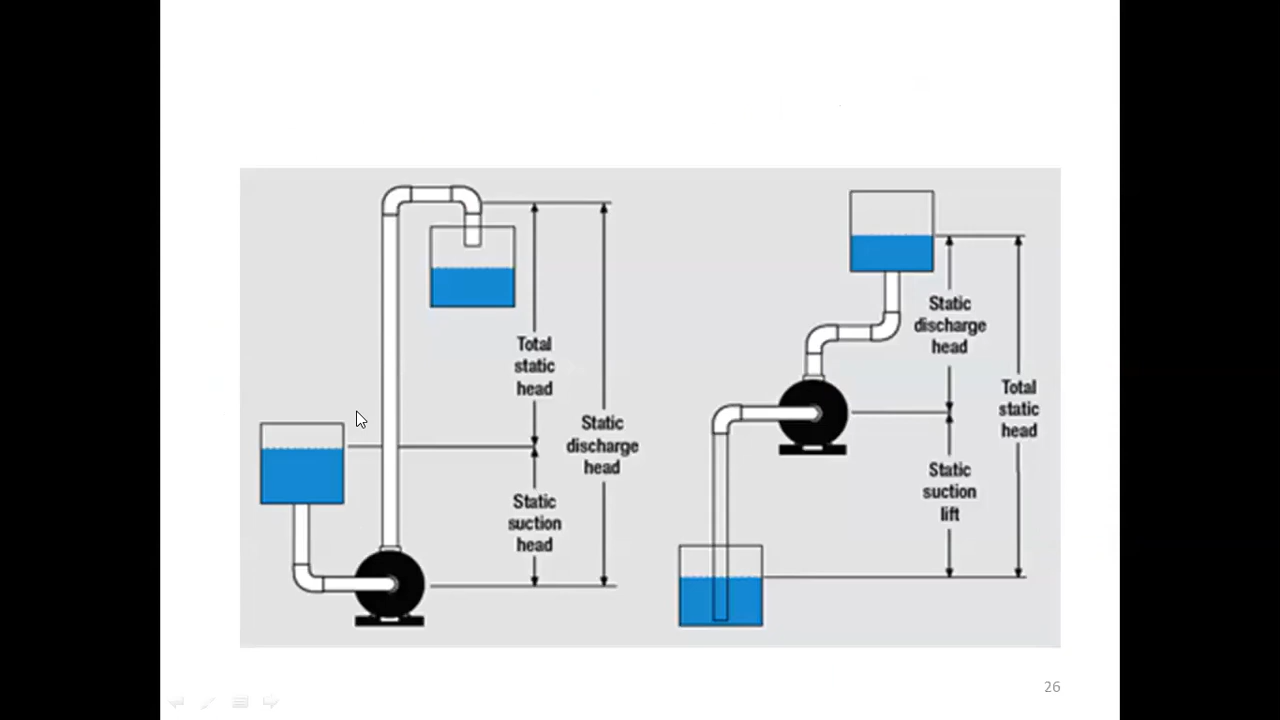 Total
static
head
Static
discharge
head
Static
suction
head
Static
discharge
head
Total
static
head
Static
suction
lift
26